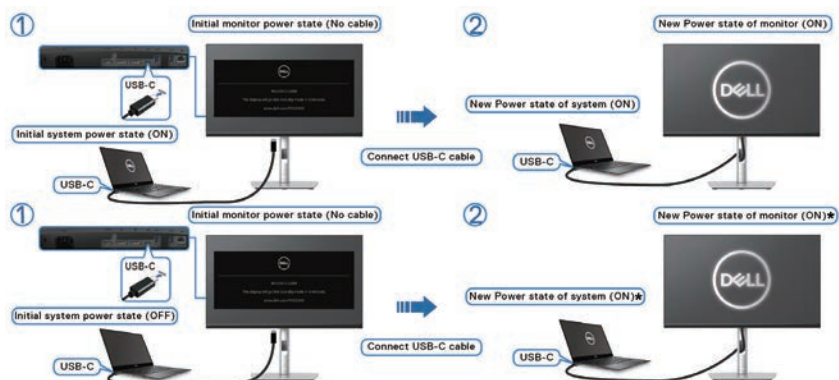 ① Initial monitor power state (No cable)
② New Power state of monitor (ON)
USB-C
DELL
New Power state of system (ON)
Initial system power state (ON)
USB-C
Connect USB-C cable
USB-C
① Initial monitor power state (No cable)
② New Power state of monitor (ON)*
USB-C
DELL
New Power state of system (ON)*
Initial system power state (OFF)
USB-C
Connect USB-C cable
USB-C